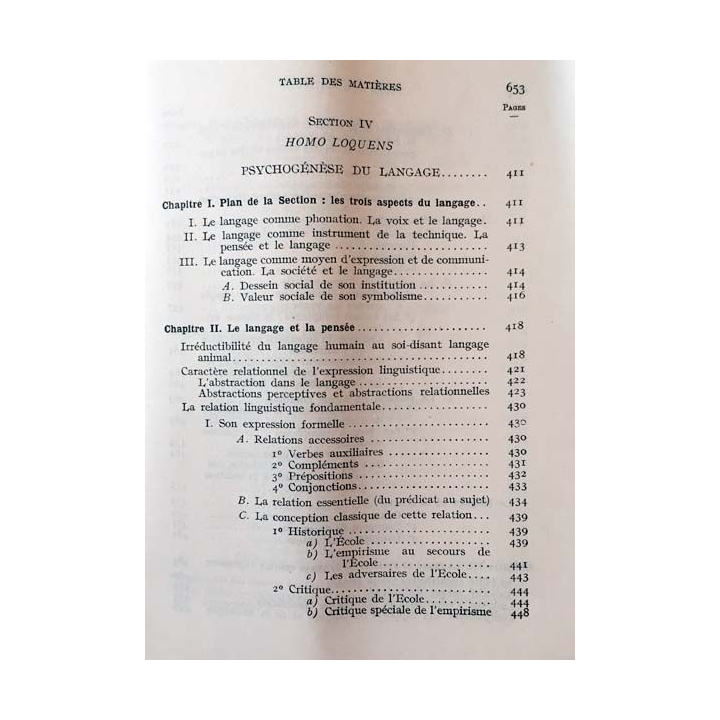 TABLE DES MATIÈRES 653
PAGES
SECTION IV
HOMO LOQUENS
PSYCHOGÉNÈSE DU LANGAGE........ 411
Chapitre I. Plan de la Section : les trois aspects du langage.. 411
I. Le langage comme phonation. La voix et le langage. 411
II. Le langage comme instrument de la technique. La
pensée et le langage ........................ 413
III. Le langage comme moyen d'expression et de communi-
cation. La société et le langage............... 414
A. Dessein social de son institution ........... 414
B. Valeur sociale de son symbolisme........... 416
Chapitre II. Le langage et la pensée...................... 418
Irréductibilité du langage humain au soi-disant langage
animal........................................ 418
Caractère relationnel de l'expression linguistique........ 421
L'abstraction dans le langage.................... 422
Abstractions perceptives et abstractions relationnelles 423
La relation linguistique fondamentale................. 430
I. Son expression formelle........................ 430
A. Relations accessoires ..................... 430
1º Verbes auxiliaires .................... 430
2º Compléments ....................... 431
3º Prépositions ........................ 432
4º Conjonctions........................ 433
B. La relation essentielle (du prédicat au sujet) 434
C. La conception classique de cette relation... 439
1º Historique .......................... 439
a) L'École ......................... 439
b) L'empirisme au secours de
l'École .................... 441
c) Les adversaires de l'Ecole.... 443
2º Critique............................. 444
a) Critique de l'Ecole............ 444
b) Critique spéciale de l'empirisme 448